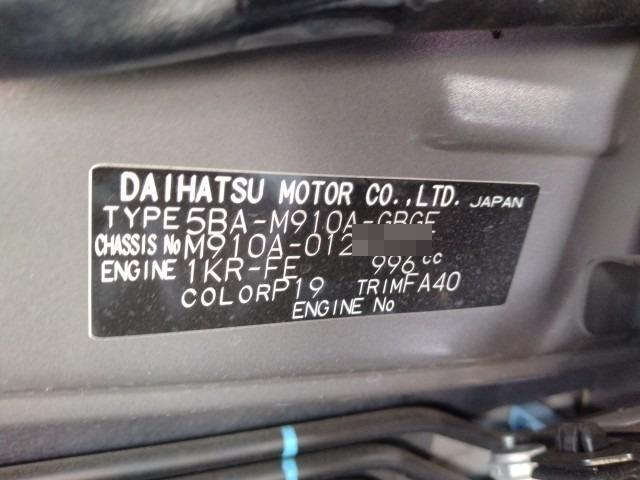 DAIHATSU MOTOR CO.,LTD. JAPAN
TYPE 5BA-M910A-GBGE
CHASSIS No M910A-012
ENGINE 1KR-FE 996 cc
COLOR P19 TRIM FA40
ENGINE No